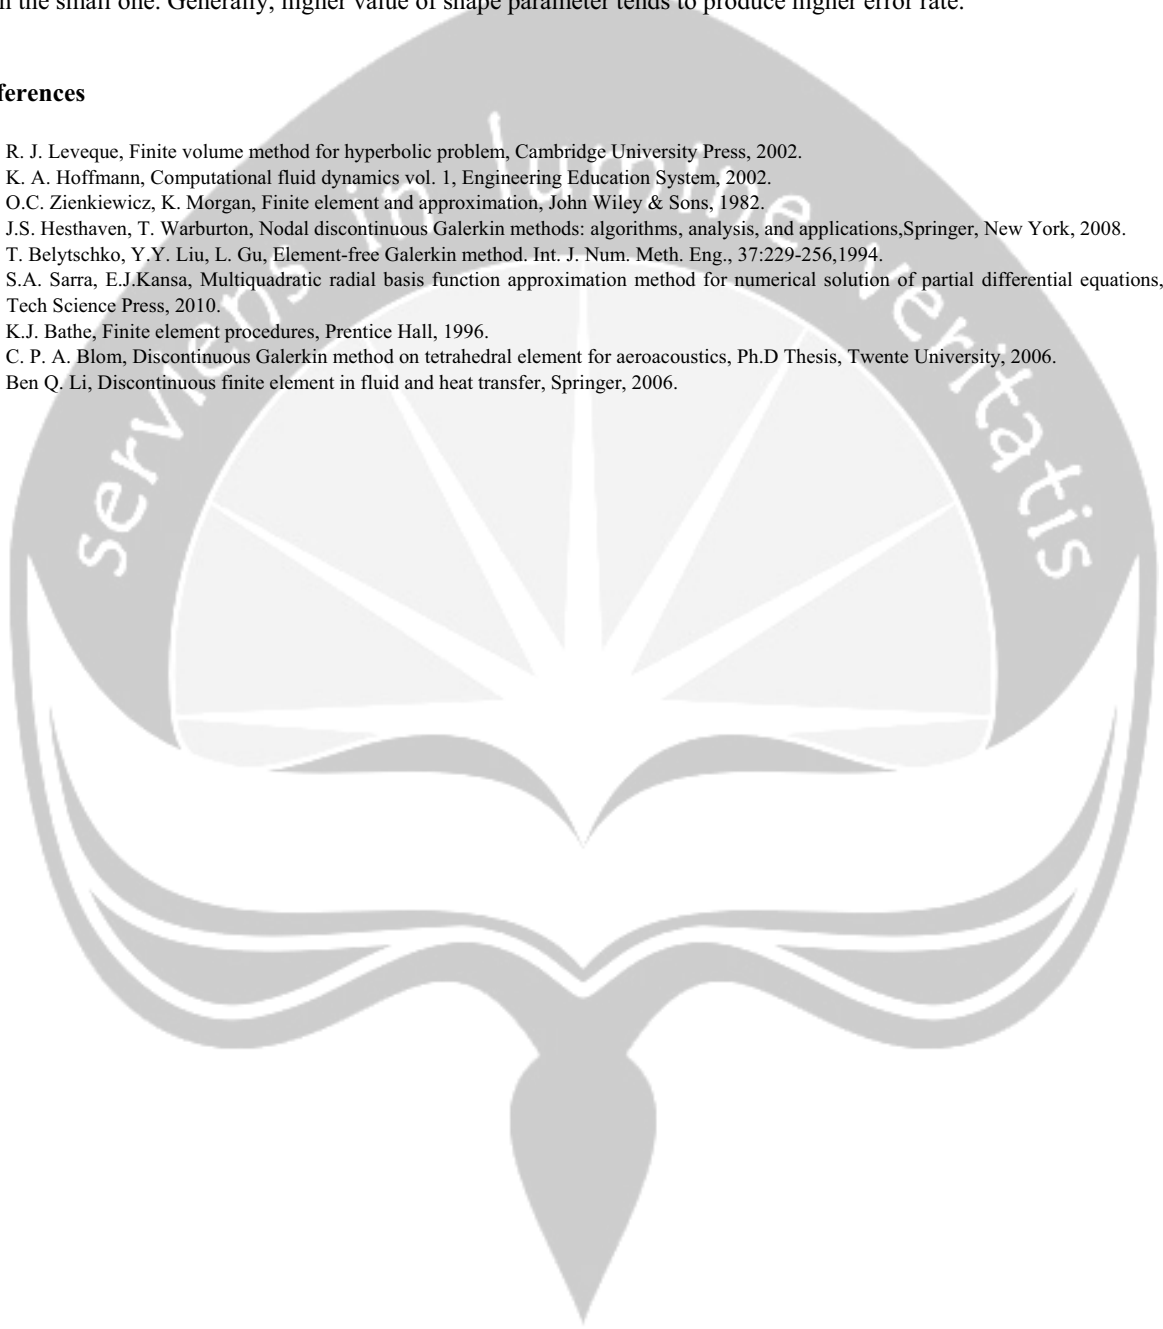 the small one. Generally, higher value of shape parameter tends to produce higher error rate.
ferences
R. J. Leveque, Finite volume method for hyperbolic problem, Cambridge University Press, 2002.
K. A. Hoffmann, Computational fluid dynamics vol. 1, Engineering Education System, 2002.
O.C. Zienkiewicz, K. Morgan, Finite element and approximation, John Wiley & Sons, 1982.
J.S. Hesthaven, T. Warburton, Nodal discontinuous Galerkin methods: algorithms, analysis, and applications,Springer, New York, 2008.
T. Belytschko, Y.Y. Liu, L. Gu, Element-free Galerkin method. Int. J. Num. Meth. Eng., 37:229-256,1994.
S.A. Sarra, E.J.Kansa, Multiquadratic radial basis function approximation method for numerical solution of partial differential equations,
Tech Science Press, 2010.
K.J. Bathe, Finite element procedures, Prentice Hall, 1996.
C. P. A. Blom, Discontinuous Galerkin method on tetrahedral element for aeroacoustics, Ph.D Thesis, Twente University, 2006.
Ben Q. Li, Discontinuous finite element in fluid and heat transfer, Springer, 2006.
serviens in lumine veritatis